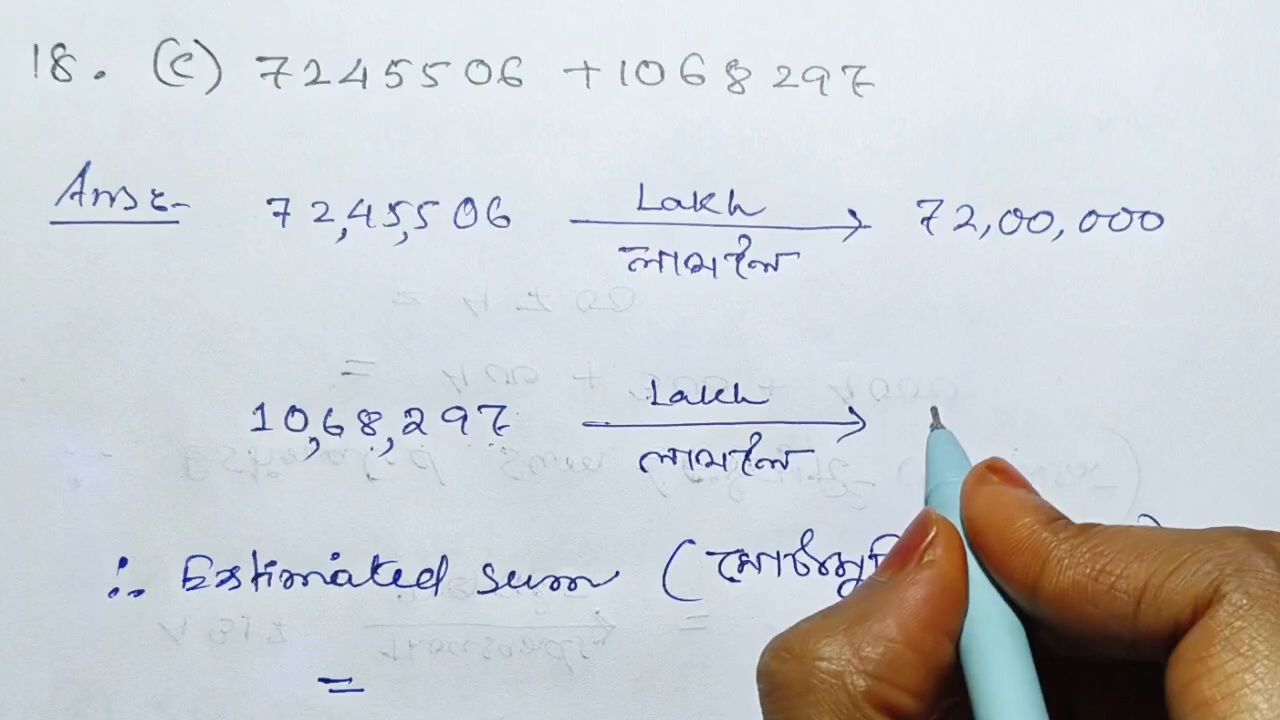 18. (c) 7245506 + 1068297
Ans:- 72,45,506 Lakh 72,00,000
লাখলৈ
10,68,297 Lakh
লাখলৈ
∴ Estimated sum (
=